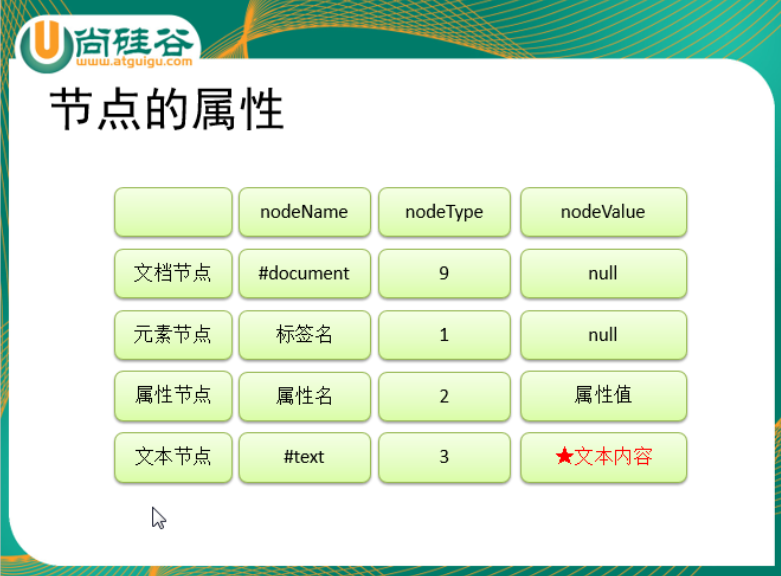 尚硅谷
www.atguigu.com
节点的属性
nodeName nodeType nodeValue
文档节点 #document 9 null
元素节点 标签名 1 null
属性节点 属性名 2 属性值
文本节点 #text 3 ★文本内容